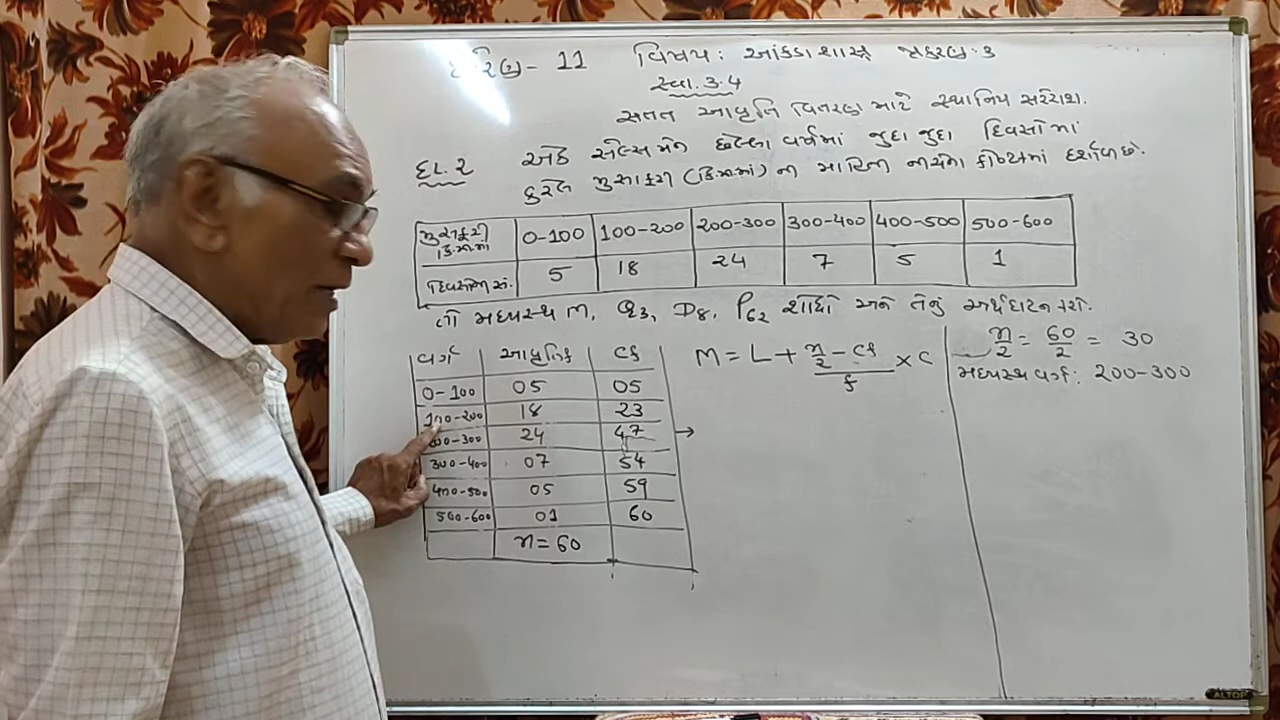 ધોરણ - 11 વિષય : આંકડાશાસ્ત્ર પ્રકરણ : 3
સ્વા. 3.4
સતત આવૃત્તિ વિતરણ માટે સ્થાનિય સરેરાશ.
દા. 2 એક સેલ્સમેને છેલ્લા વર્ષમાં જુદા જુદા દિવસોમાં
કરેલ મુસાફરી (કિ.મી.માં) ની માહિતી નીચેના કોષ્ટકમાં દર્શાવી છે.
મુસાફરી કિ.મી.માં 0-100 100-200 200-300 300-400 400-500 500-600
દિવસોની સં. 5 18 24 7 5 1
તો મધ્યસ્થ M, Q3, D8, P62 શોધો અને તેનું અર્થઘટન કરો.
વર્ગ આવૃત્તિ f cf
0-100 05 05
100-200 18 23
200-300 24 47 →
300-400 07 54
400-500 05 59
500-600 01 60
n = 60
M = L + (n/2 - cf)/f × C
n/2 = 60/2 = 30
મધ્યસ્થ વર્ગ : 200-300
ALTOP